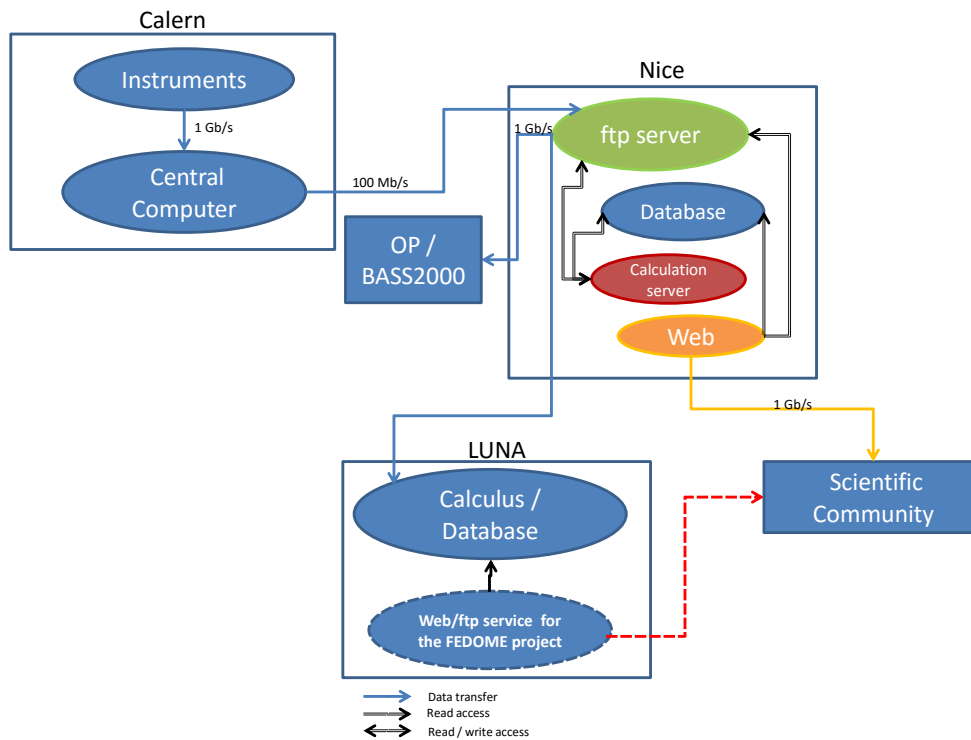 Calern
Instruments
1 Gb/s
Central
Computer
100 Mb/s
Nice
1 Gb/s
ftp server
Database
Calculation
server
Web
OP /
BASS2000
1 Gb/s
LUNA
Calculus /
Database
Scientific
Community
Web/ftp service for
the FEDOME project
Data transfer
Read access
Read / write access